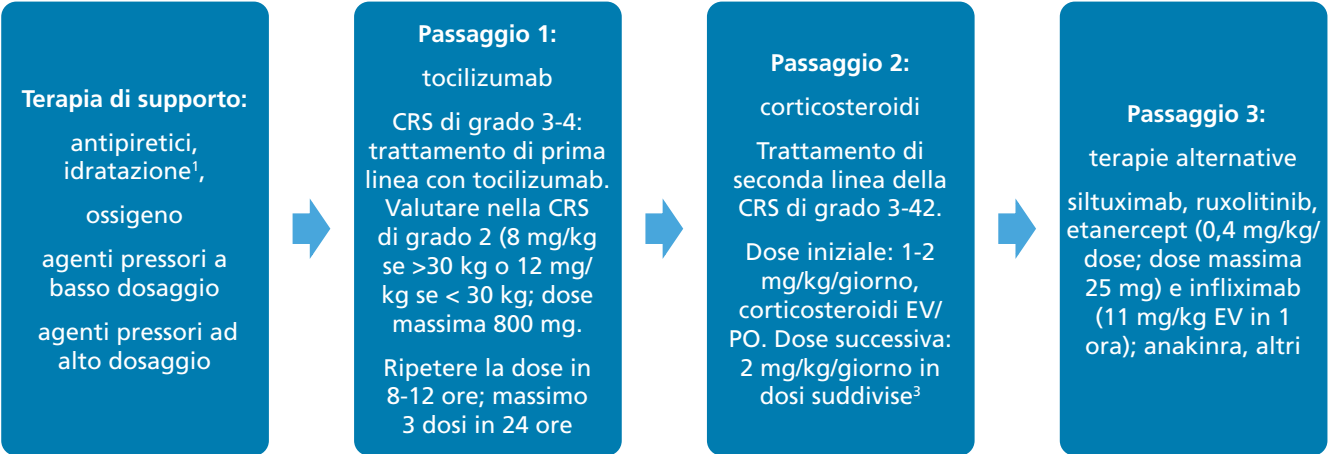 Terapia di supporto:
antipiretici,
idratazione¹,
ossigeno
agenti pressori a
basso dosaggio
agenti pressori ad
alto dosaggio
Passaggio 1:
tocilizumab
CRS di grado 3-4:
trattamento di prima
linea con tocilizumab.
Valutare nella CRS
di grado 2 (8 mg/kg
se >30 kg o 12 mg/
kg se < 30 kg; dose
massima 800 mg.
Ripetere la dose in
8-12 ore; massimo
3 dosi in 24 ore
Passaggio 2:
corticosteroidi
Trattamento di
seconda linea della
CRS di grado 3-42.
Dose iniziale: 1-2
mg/kg/giorno,
corticosteroidi EV/
PO. Dose successiva:
2 mg/kg/giorno in
dosi suddivise³
Passaggio 3:
terapie alternative
siltuximab, ruxolitinib,
etanercept (0,4 mg/kg/
dose; dose massima
25 mg) e infliximab
(11 mg/kg EV in 1
ora); anakinra, altri